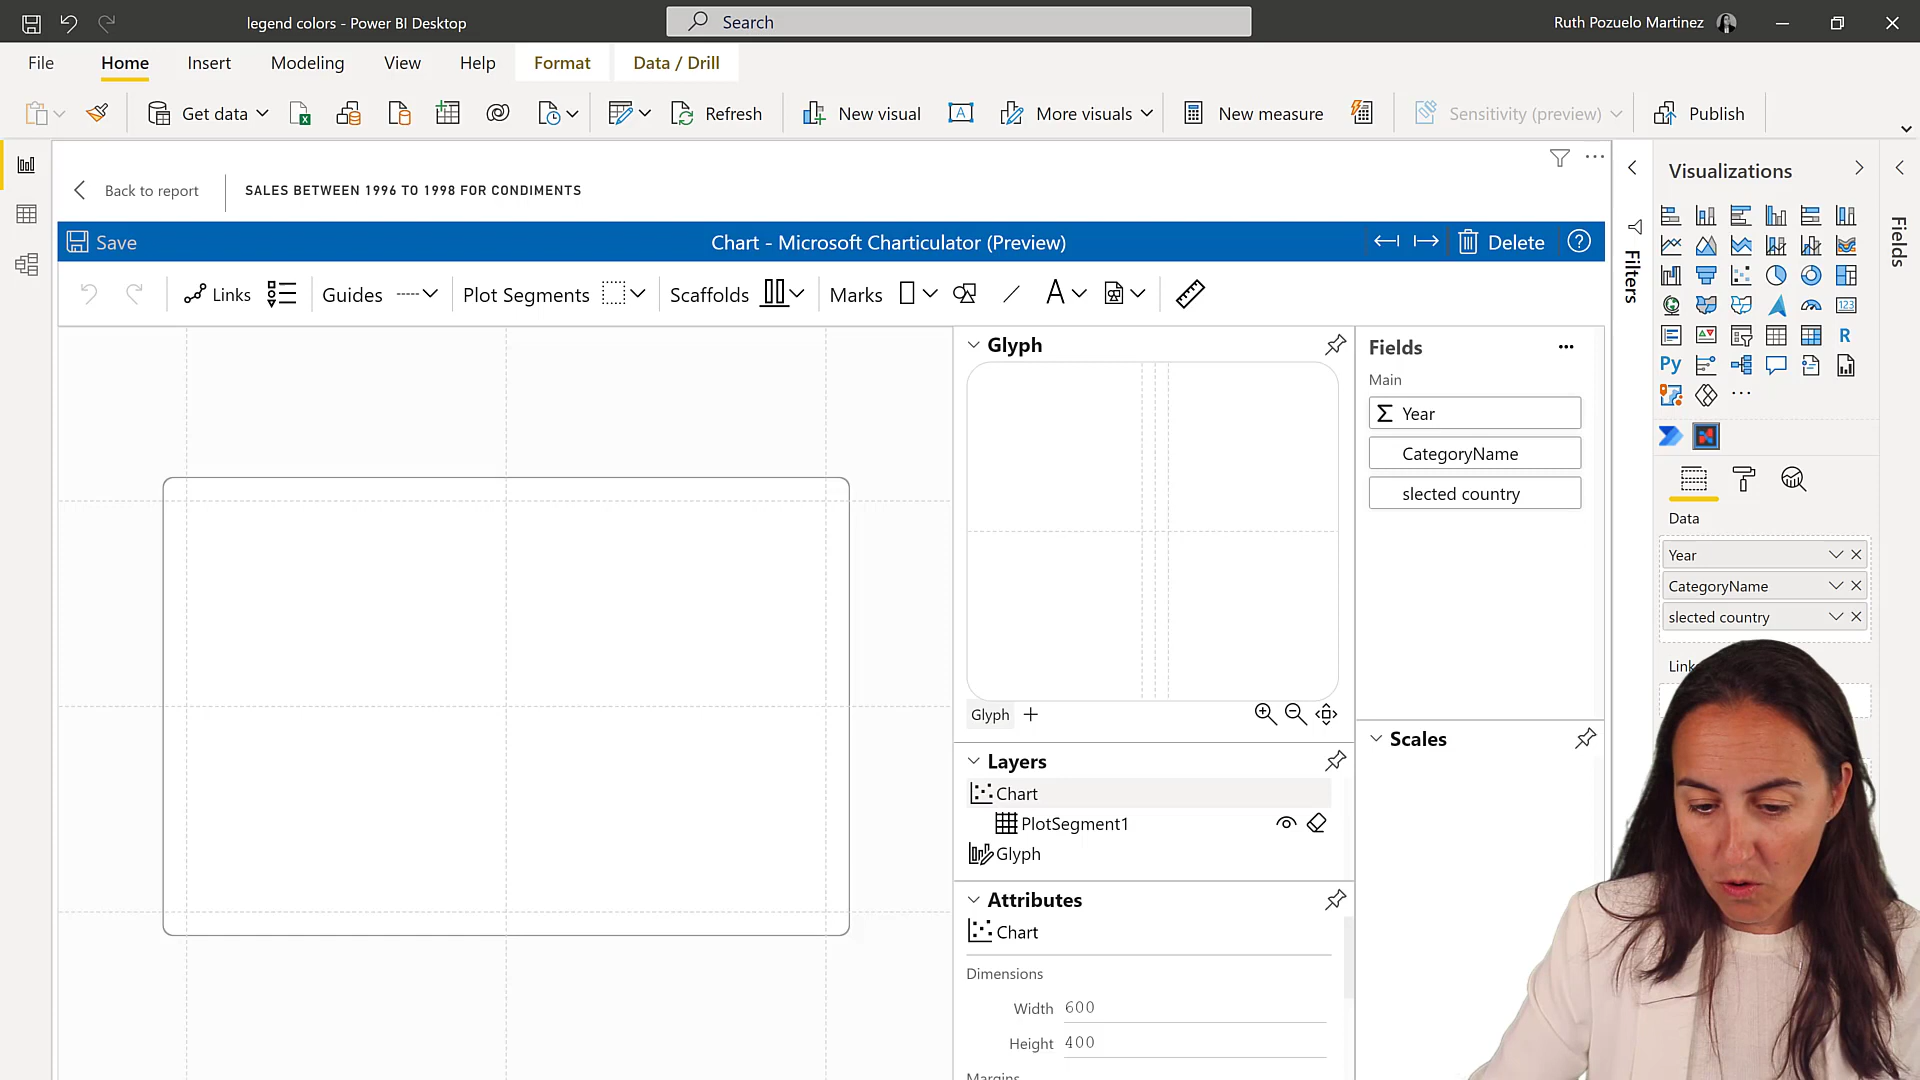 legend colors - Power BI Desktop
Search
Ruth Pozuelo Martinez
File
Home
Insert
Modeling
View
Help
Format
Data / Drill
Get data
Refresh
New visual
More visuals
New measure
Sensitivity (preview)
Publish
Back to report
SALES BETWEEN 1996 TO 1998 FOR CONDIMENTS
Save
Chart - Microsoft Charticulator (Preview)
Delete
Links
Guides
Plot Segments
Scaffolds
Marks
Glyph
Glyph
Layers
Chart
PlotSegment1
Glyph
Attributes
Chart
Dimensions
Width 600
Height 400
Margins
Fields
Main
Year
CategoryName
slected country
Scales
Filters
Visualizations
123
R
Py
Data
Year
CategoryName
slected country
Fields